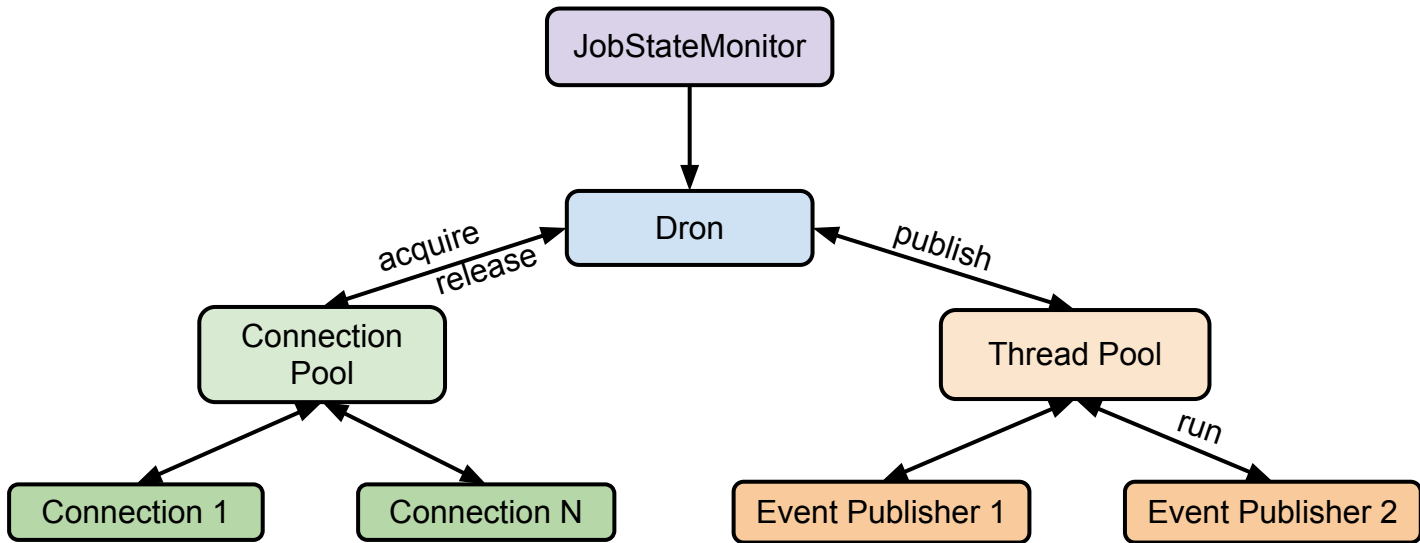 JobStateMonitor
Dron
acquire
release
publish
Connection
Pool
Thread Pool
run
Connection 1
Connection N
Event Publisher 1
Event Publisher 2